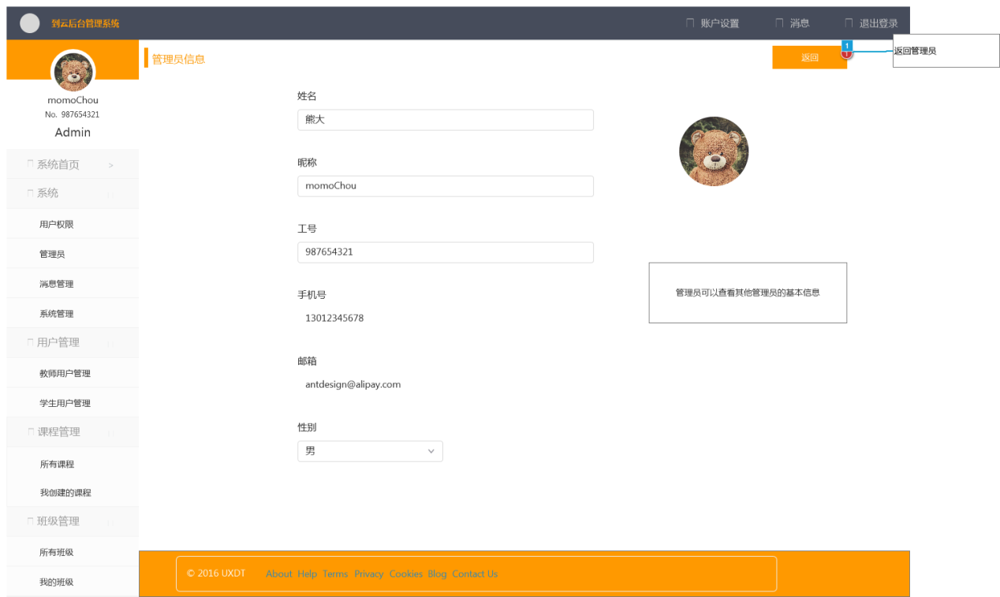 到云后台管理系统
账户设置
消息
退出登录
momoChou
No. 987654321
Admin
系统首页 >
系统
用户权限
管理员
消息管理
系统管理
用户管理
教师用户管理
学生用户管理
课程管理
所有课程
我创建的课程
班级管理
所有班级
我的班级
管理员信息
返回
1
返回管理员
姓名
熊大
昵称
momoChou
工号
987654321
手机号
13012345678
邮箱
antdesign@alipay.com
性别
男
管理员可以查看其他管理员的基本信息
© 2016 UXDT About Help Terms Privacy Cookies Blog Contact Us